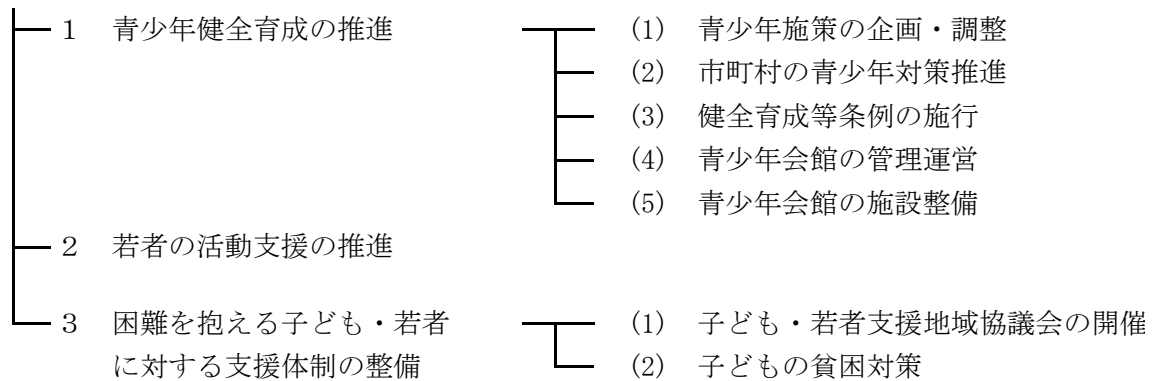 1 青少年健全育成の推進
(1) 青少年施策の企画・調整
(2) 市町村の青少年対策推進
(3) 健全育成等条例の施行
(4) 青少年会館の管理運営
(5) 青少年会館の施設整備
2 若者の活動支援の推進
3 困難を抱える子ども・若者
に対する支援体制の整備
(1) 子ども・若者支援地域協議会の開催
(2) 子どもの貧困対策